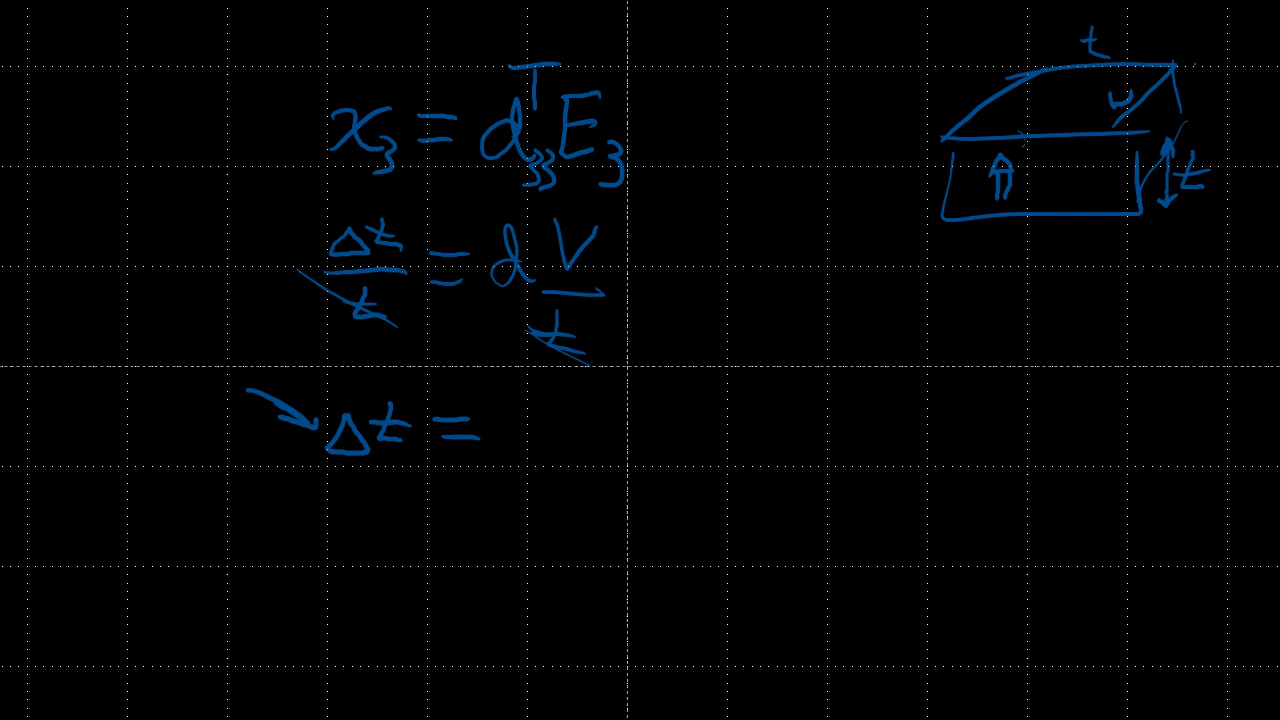 t
w
t
x₃ = d₃₃ᵀ E₃
Δt/t = d V/t
Δt =